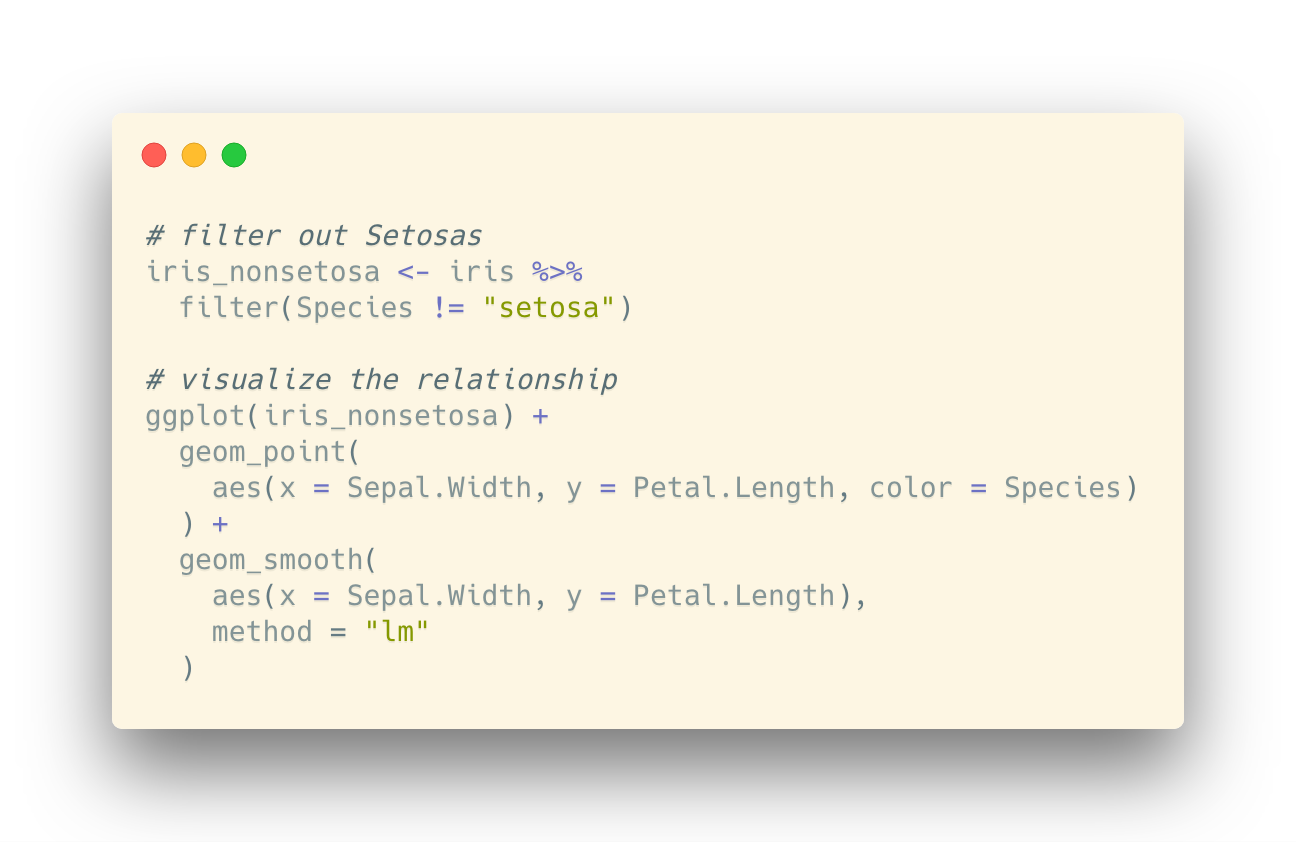 # filter out Setosas
iris_nonsetosa <- iris %>%
  filter(Species != "setosa")

# visualize the relationship
ggplot(iris_nonsetosa) +
  geom_point(
    aes(x = Sepal.Width, y = Petal.Length, color = Species)
  ) +
  geom_smooth(
    aes(x = Sepal.Width, y = Petal.Length),
    method = "lm"
  )